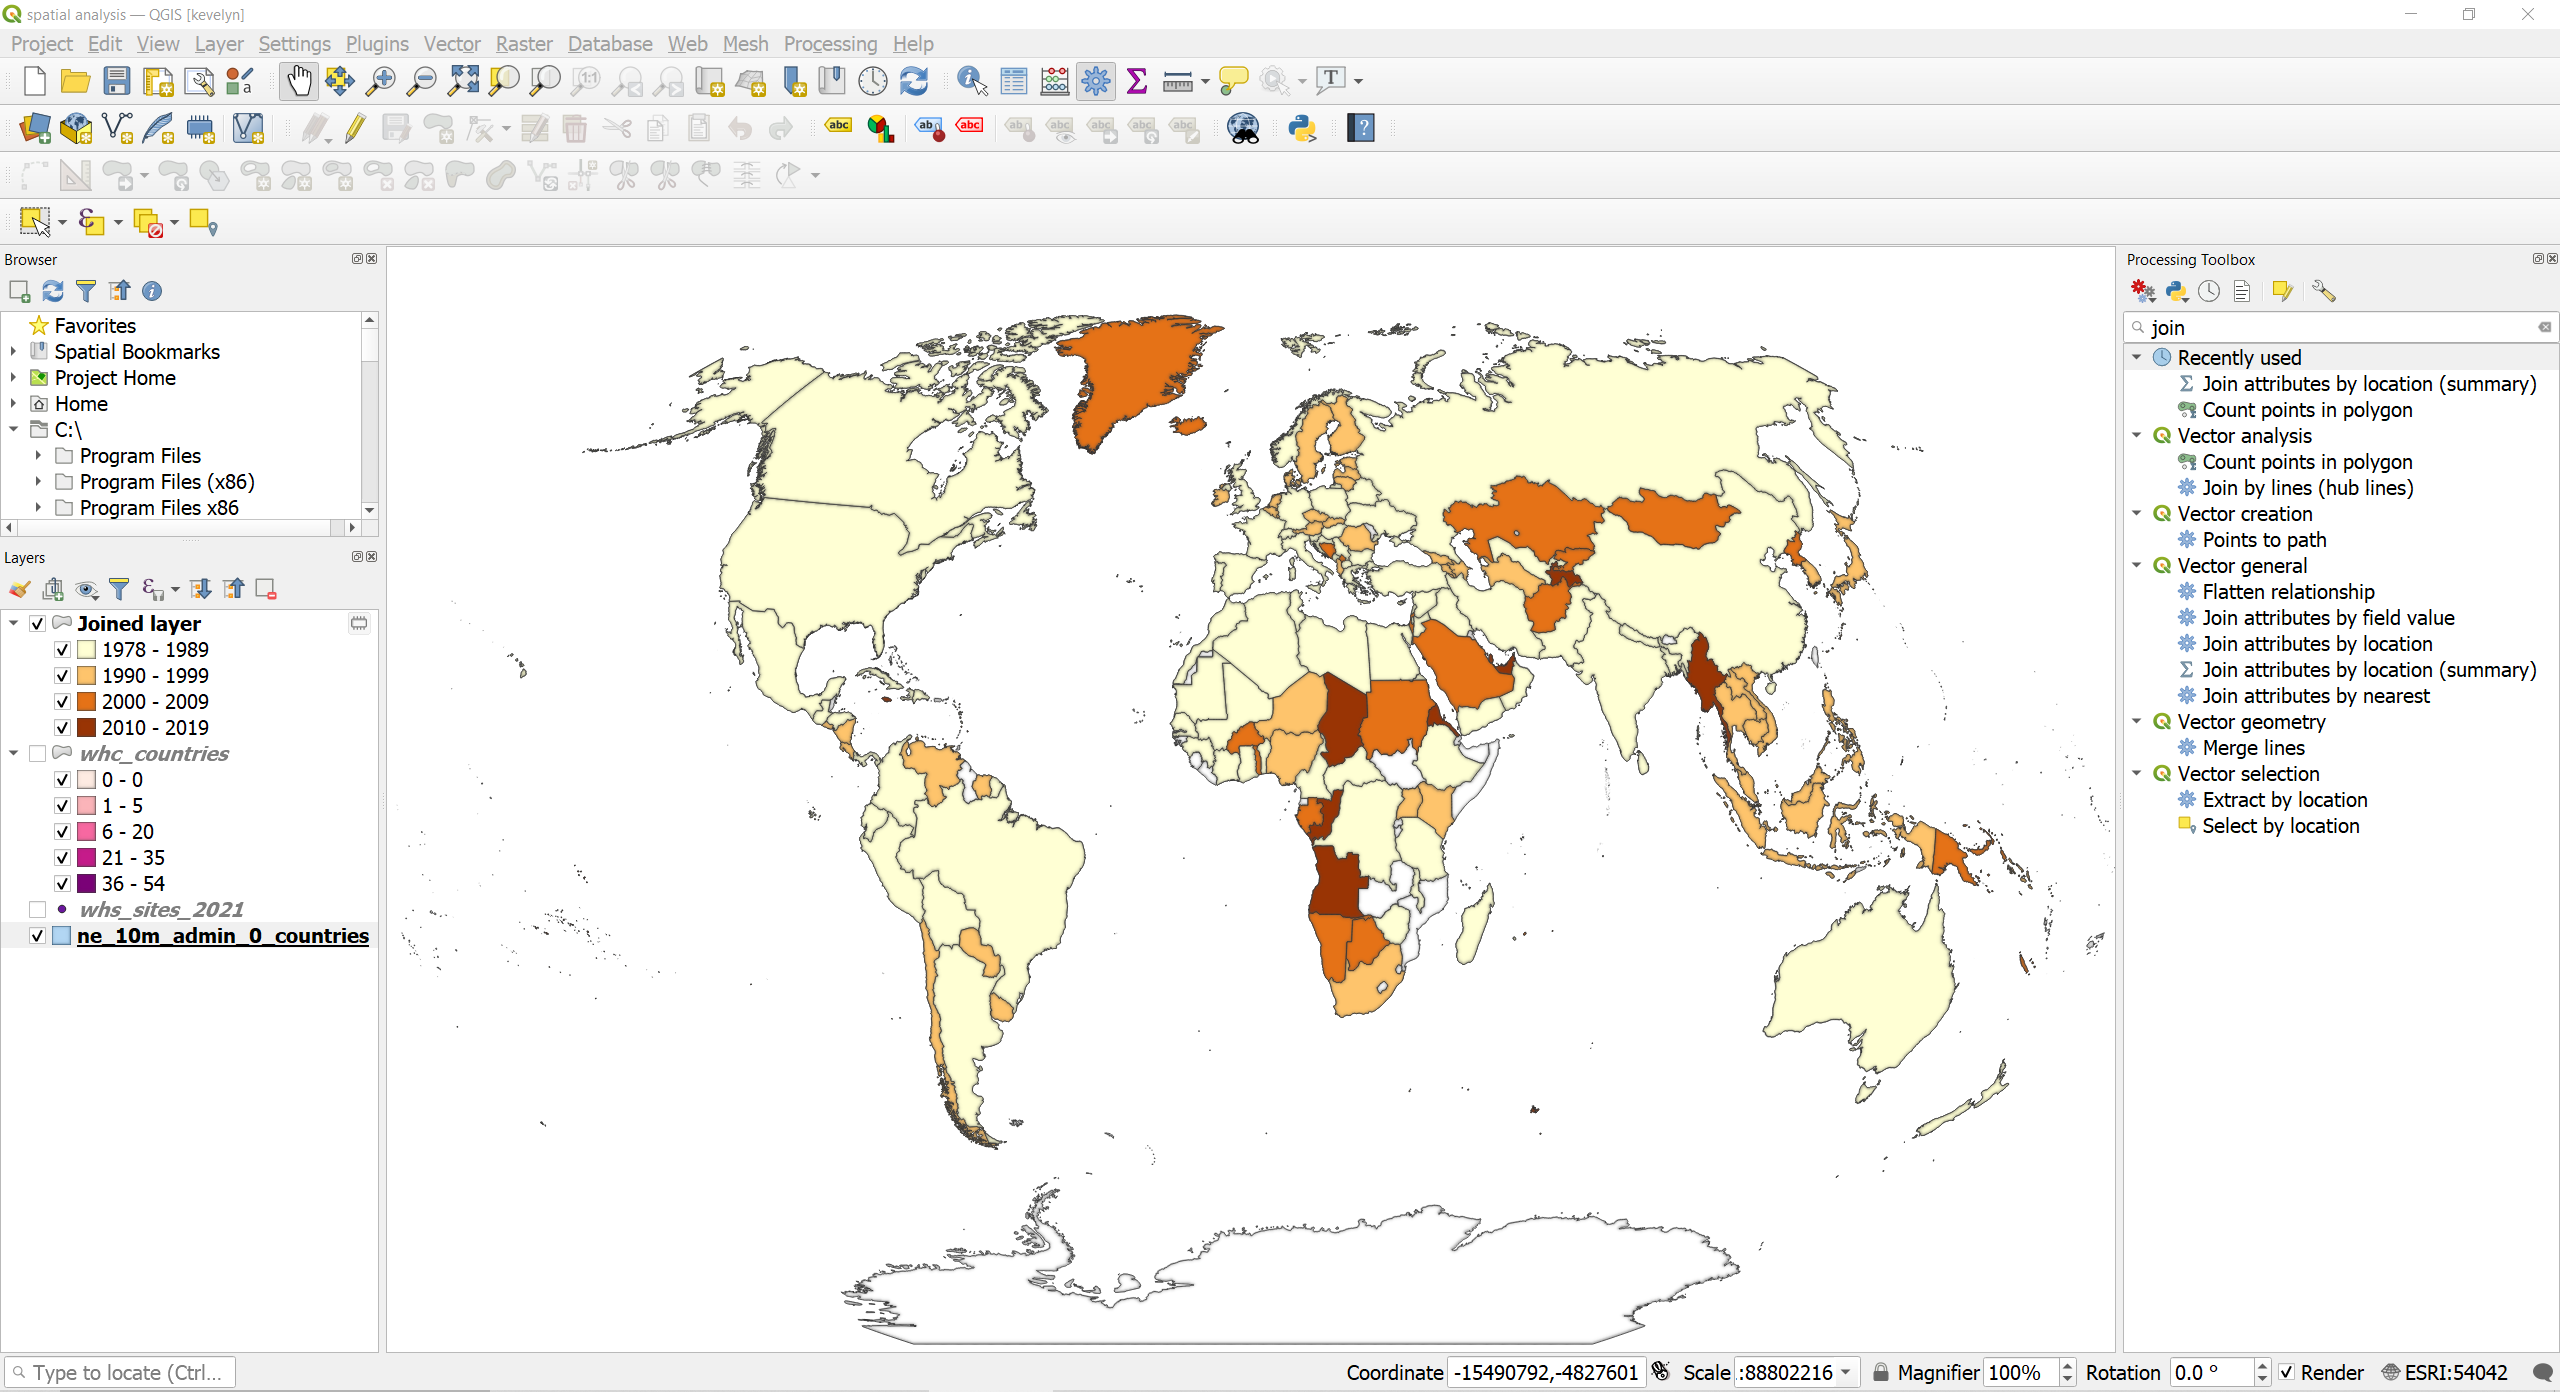 spatial analysis — QGIS [kevelyn]
Project Edit View Layer Settings Plugins Vector Raster Database Web Mesh Processing Help
Browser
Favorites
Spatial Bookmarks
Project Home
Home
C:\
Program Files
Program Files (x86)
Program Files x86
Layers
Joined layer
1978 - 1989
1990 - 1999
2000 - 2009
2010 - 2019
whc_countries
0 - 0
1 - 5
6 - 20
21 - 35
36 - 54
whs_sites_2021
ne_10m_admin_0_countries
Processing Toolbox
join
Recently used
Join attributes by location (summary)
Count points in polygon
Vector analysis
Count points in polygon
Join by lines (hub lines)
Vector creation
Points to path
Vector general
Flatten relationship
Join attributes by field value
Join attributes by location
Join attributes by location (summary)
Join attributes by nearest
Vector geometry
Merge lines
Vector selection
Extract by location
Select by location
Type to locate (Ctrl...
Coordinate -15490792,-4827601 Scale :88802216 Magnifier 100% Rotation 0.0 ° Render ESRI:54042